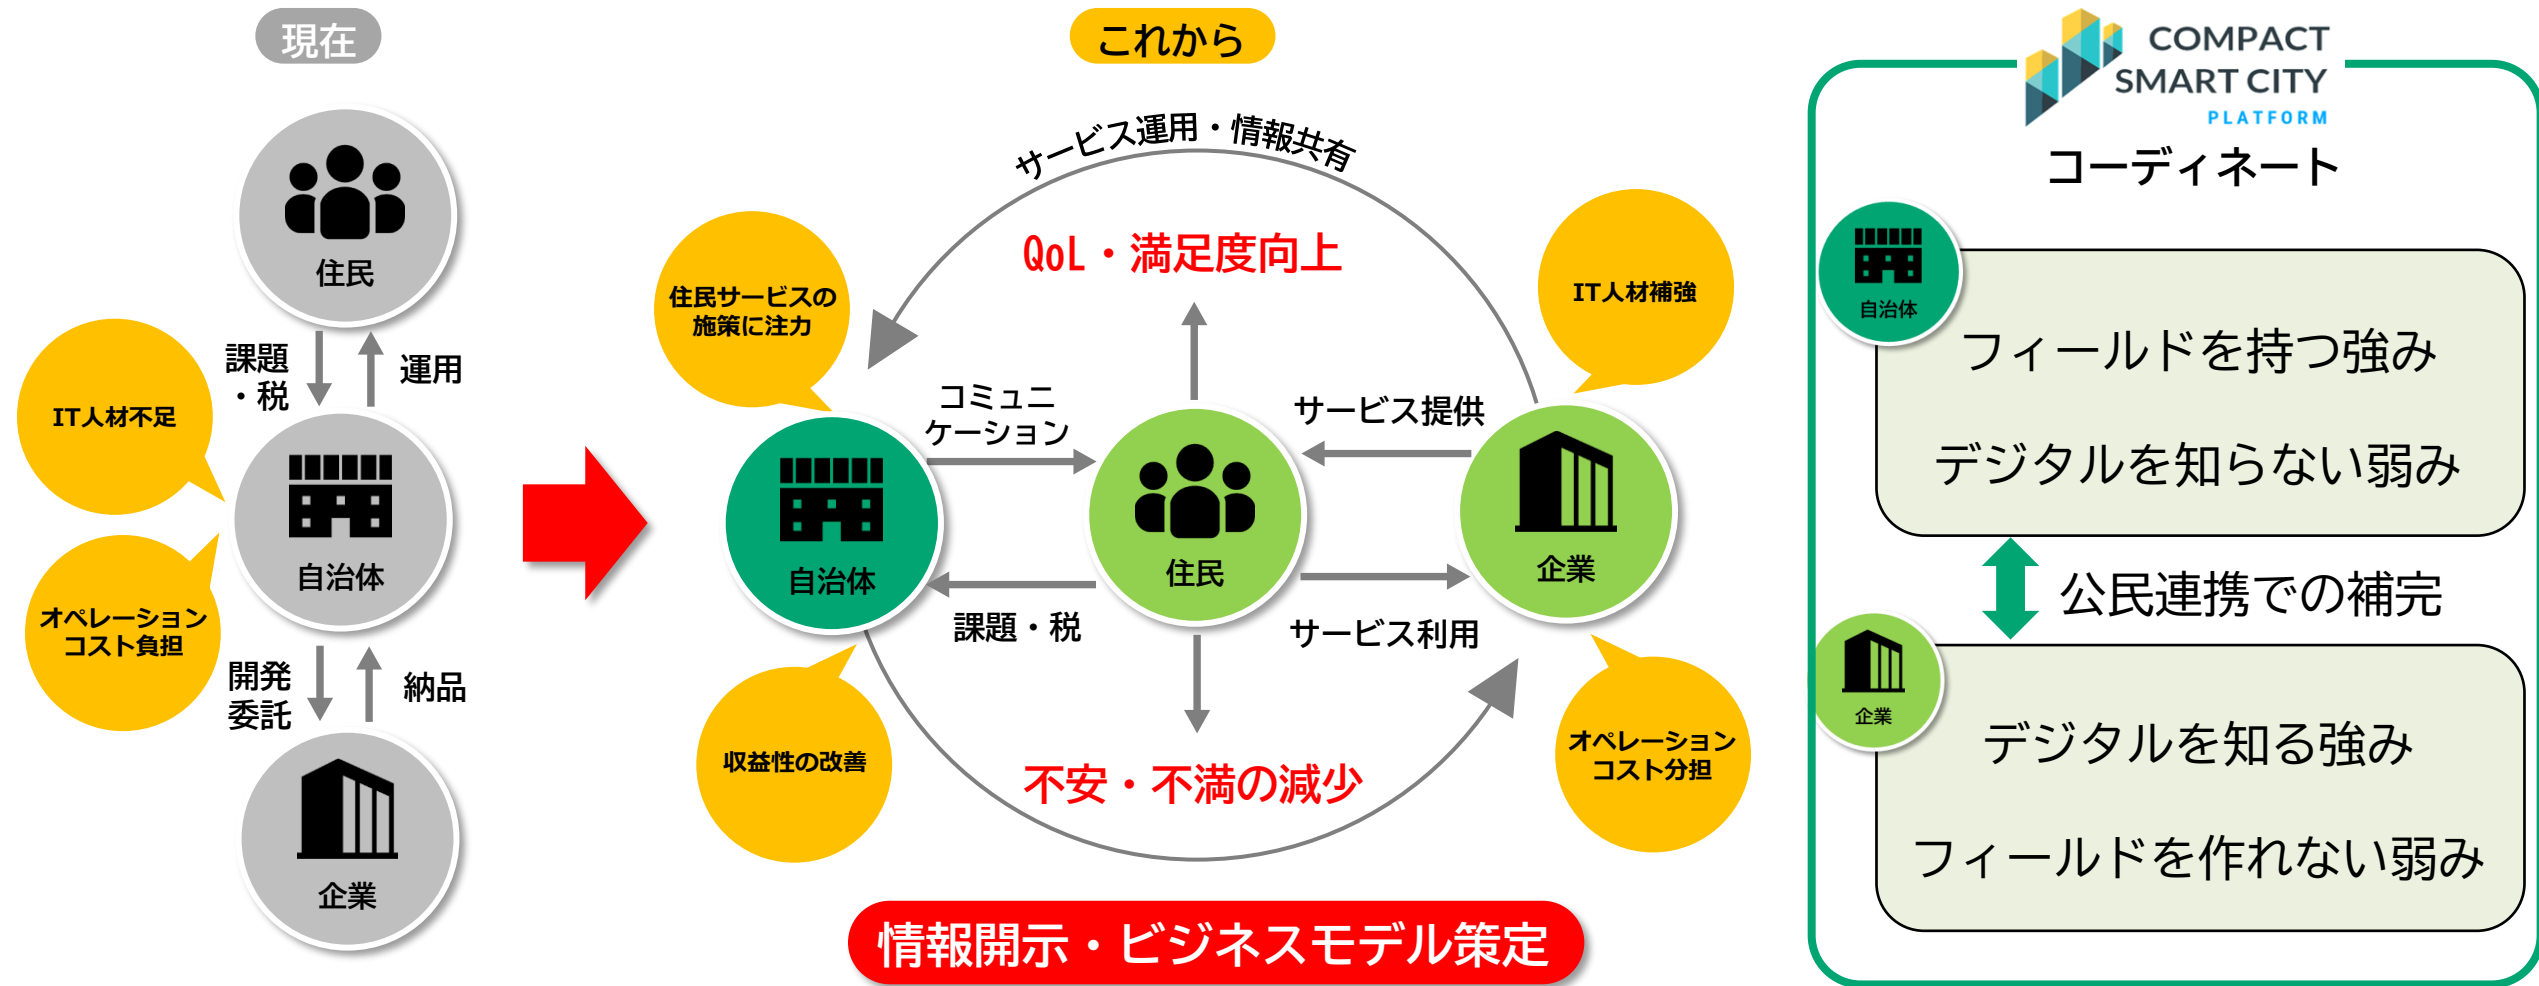 現在
住民
課題
・税
運用
IT人材不足
自治体
オペレーション
コスト負担
開発
委託
納品
企業
これから
サービス運用・情報共有
QoL・満足度向上
住民サービスの
施策に注力
IT人材補強
コミュニ
ケーション
サービス提供
自治体
住民
企業
課題・税
サービス利用
収益性の改善
不安・不満の減少
オペレーション
コスト分担
情報開示・ビジネスモデル策定
COMPACT
SMART CITY
PLATFORM
コーディネート
自治体
フィールドを持つ強み
デジタルを知らない弱み
公民連携での補完
企業
デジタルを知る強み
フィールドを作れない弱み